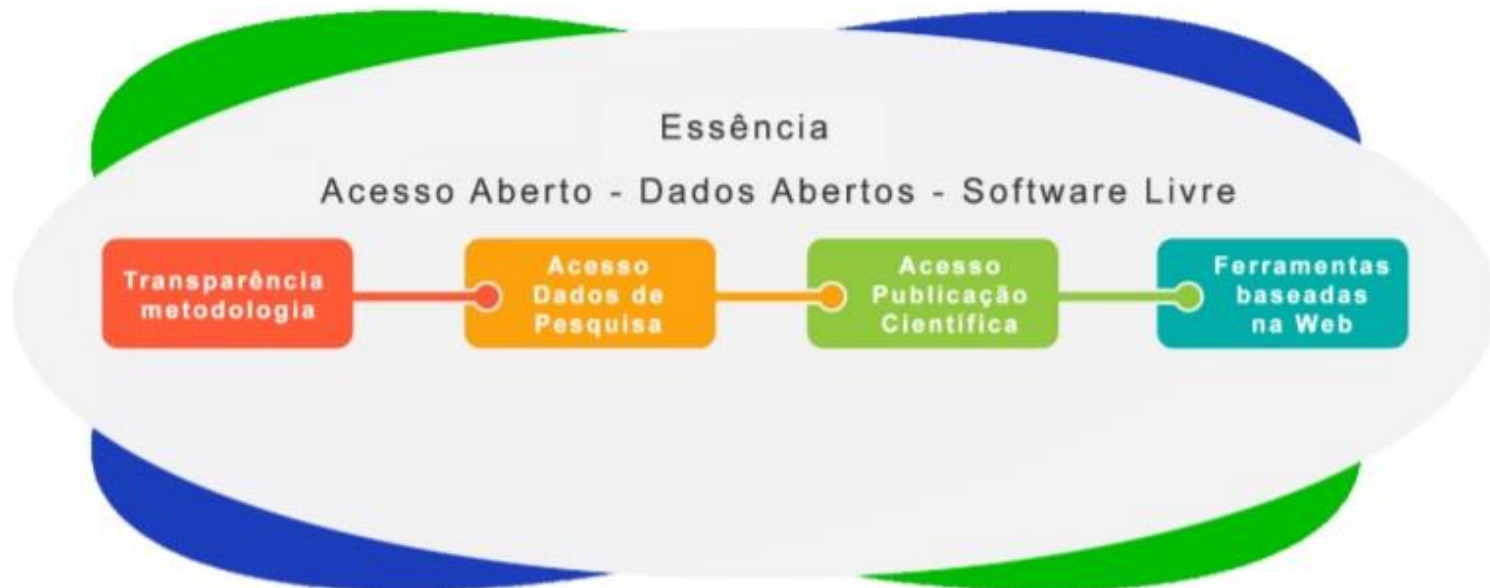 Essência
Acesso Aberto - Dados Abertos - Software Livre
Transparência
metodologia
Acesso
Dados de
Pesquisa
Acesso
Publicação
Científica
Ferramentas
baseadas
na Web